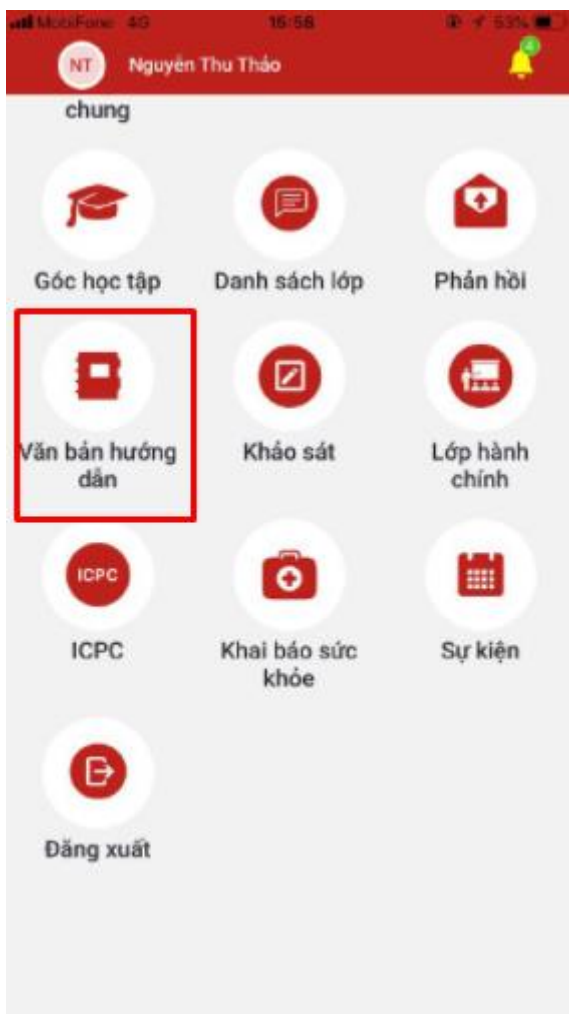 MobiFone 4G 16:56 53%
NT Nguyễn Thu Thảo 4
chung
Góc học tập Danh sách lớp Phản hồi
Văn bản hướng Khảo sát Lớp hành
dẫn chính
ICPC
ICPC Khai báo sức Sự kiện
khỏe
Đăng xuất